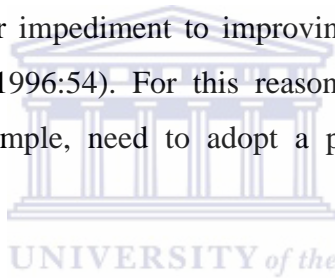 r impediment to improvin
1996:54). For this reason
mple, need to adopt a p
UNIVERSITY of the